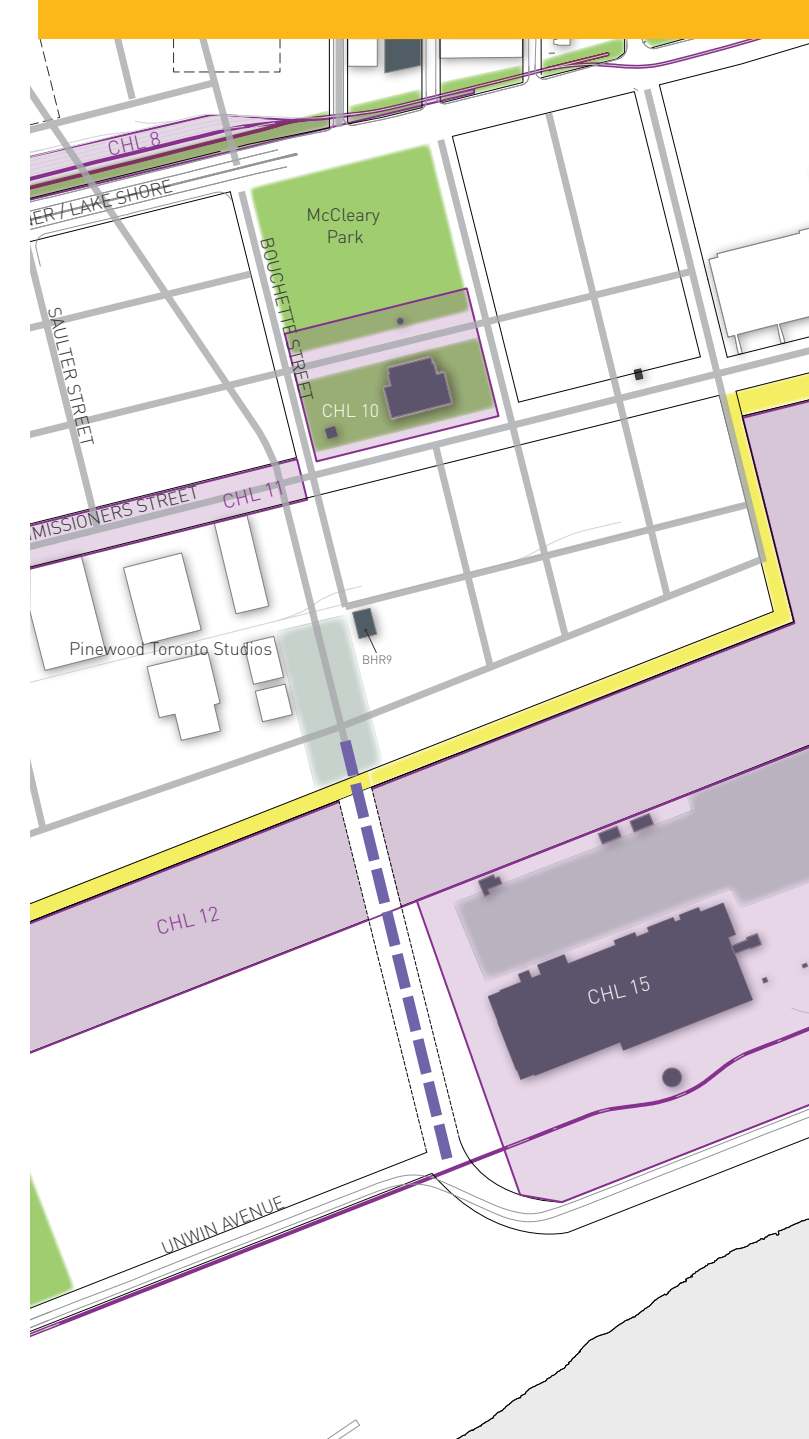 CHL 8
NER / LAKE SHORE
McCleary
Park
BOUCHETTE STREET
SAULTER STREET
CHL 10
CHL 11
MISSIONERS STREET
Pinewood Toronto Studios
BHR9
CHL 12
CHL 15
UNWIN AVENUE